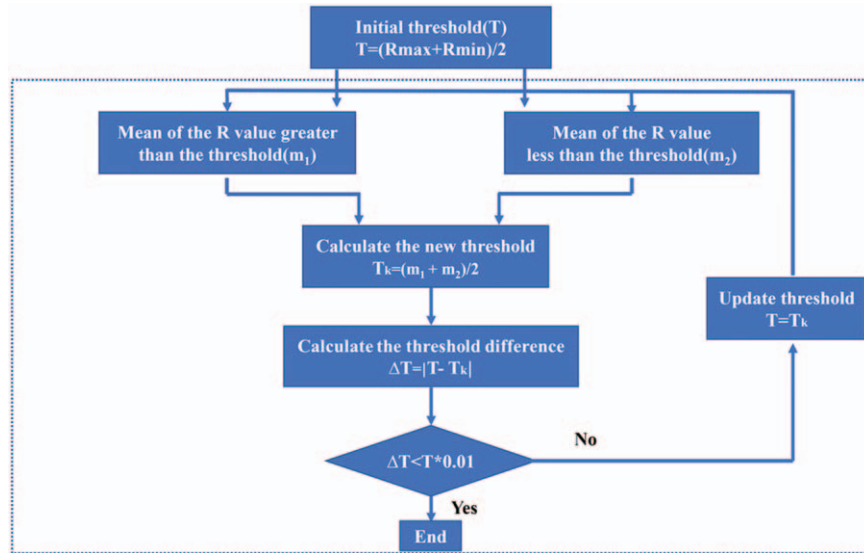 Initial threshold(T)
T=(Rmax+Rmin)/2
Mean of the R value greater
than the threshold(m₁)
Mean of the R value
less than the threshold(m₂)
Calculate the new threshold
Tₖ=(m₁ + m₂)/2
Update threshold
T=Tₖ
Calculate the threshold difference
ΔT=|T- Tₖ|
ΔT<T*0.01
No
Yes
End